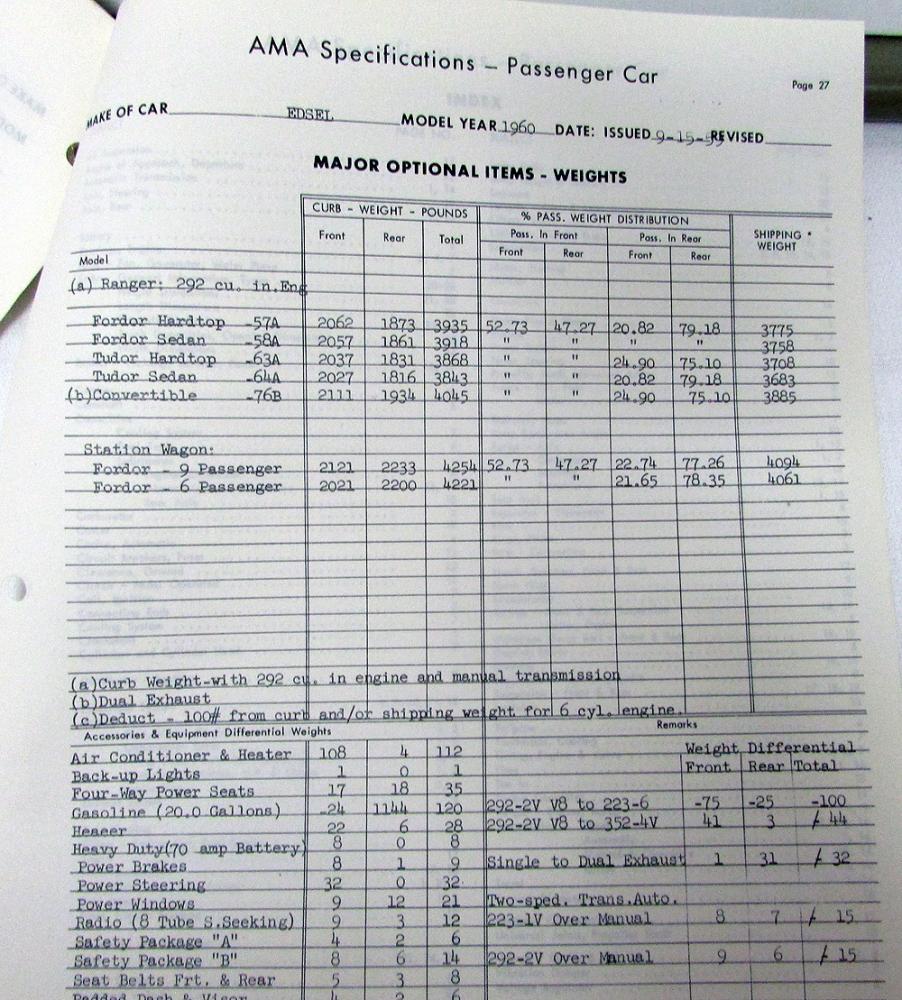 AMA Specifications – Passenger Car
Page 27
MAKE OF CAR EDSEL MODEL YEAR 1960 DATE: ISSUED 9-15-59 REVISED
MAJOR OPTIONAL ITEMS - WEIGHTS
CURB - WEIGHT - POUNDS % PASS. WEIGHT DISTRIBUTION SHIPPING * WEIGHT
Pass. In Front Pass. In Rear
Model Front Rear Total Front Rear Front Rear
(a) Ranger: 292 cu. in.Eng
Fordor Hardtop -57A 2062 1873 3935 52.73 47.27 20.82 79.18 3775
Fordor Sedan -58A 2057 1861 3918 " " " " 3758
Tudor Hardtop -63A 2037 1831 3868 " " 24.90 75.10 3708
Tudor Sedan -64A 2027 1816 3843 " " 20.82 79.18 3683
(b)Convertible -76B 2111 1934 4045 " " 24.90 75.10 3885
Station Wagon:
Fordor - 9 Passenger 2121 2233 4254 52.73 47.27 22.74 77.26 4094
Fordor - 6 Passenger 2021 2200 4221 " " 21.65 78.35 4061
(a)Curb Weight-with 292 cu. in engine and manual transmission
(b)Dual Exhaust
(c)Deduct - 100# from curb and/or shipping weight for 6 cyl. engine.
Accessories & Equipment Differential Weights Remarks
Air Conditioner & Heater 108 4 112 Weight Differential
Back-up Lights 1 0 1 Front Rear Total
Four-Way Power Seats 17 18 35
Gasoline (20.0 Gallons) -24 1144 120 292-2V V8 to 223-6 -75 -25 -100
Heaeer 22 6 28 292-2V V8 to 352-4V 41 3 / 44
Heavy Duty(70 amp Battery) 8 0 8
Power Brakes 8 1 9 Single to Dual Exhaust 1 31 / 32
Power Steering 32 0 32
Power Windows 9 12 21 Two-sped. Trans.Auto.
Radio (8 Tube S.Seeking) 9 3 12 223-1V Over Manual 8 7 / 15
Safety Package "A" 4 2 6
Safety Package "B" 8 6 14 292-2V Over Manual 9 6 / 15
Seat Belts Frt. & Rear 5 3 8
Padded Dash & Visor 4 2 6